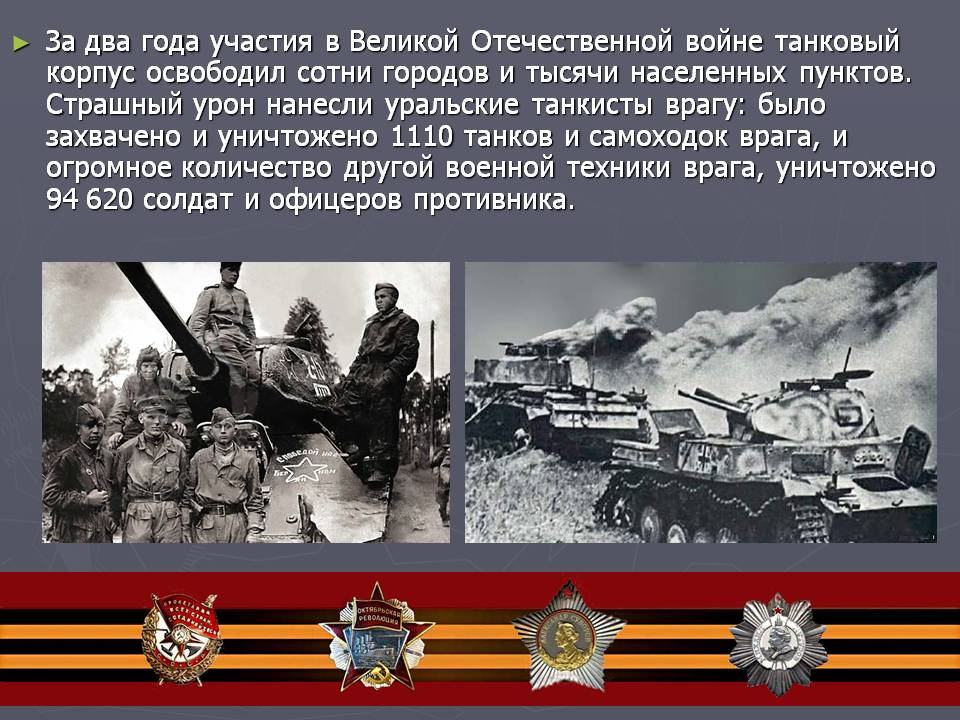 ► За два года участия в Великой Отечественной войне танковый
корпус освободил сотни городов и тысячи населенных пунктов.
Страшный урон нанесли уральские танкисты врагу: было
захвачено и уничтожено 1110 танков и самоходок врага, и
огромное количество другой военной техники врага, уничтожено
94 620 солдат и офицеров противника.
ОКТЯБРЬСКАЯ
РЕВОЛЮЦИЯ